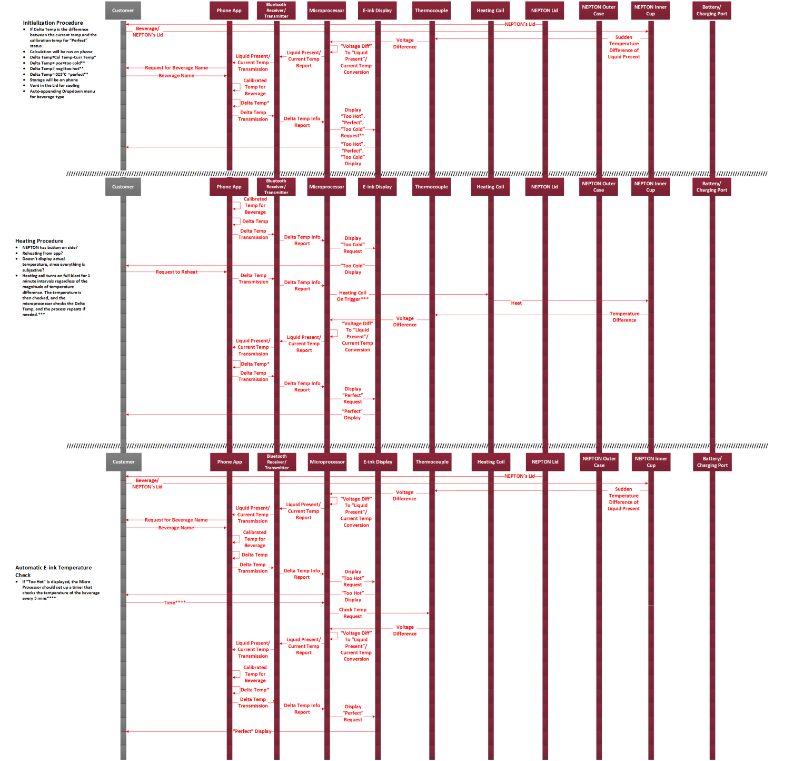 Customer
Phone App
Bluetooth
Receiver/
Transmitter
Microprocessor
E-ink Display
Thermocouple
Heating Coil
NEPTON Lid
NEPTON Outer
Case
NEPTON Inner
Cup
Battery/
Charging Port
Initialization Procedure
If Delta Temp is the difference
between the current temp and the
calibration temp for "Perfect"
status
Calculation will be run on phone
Storage will be on phone
Vent in the Lid for cooling
Auto-appending Dropdown menu
for beverage type
NEPTON's Lid
Beverage/
NEPTON's Lid
Sudden
Temperature
Difference of
Liquid Present
Voltage
Difference
"Voltage Diff"
To "Liquid
Present"/
Current Temp
Conversion
Liquid Present/
Current Temp
Report
Liquid Present/
Current Temp
Transmission
Request for Beverage Name
Beverage Name
Calibrated
Temp for
Beverage
Delta Temp*
Delta Temp
Transmission
Delta Temp Info
Report
Display
"Too Hot",
"Perfect",
"Too Cold"
Request**
"Too Hot",
"Perfect",
"Too Cold"
Display
Customer
Phone App
Bluetooth
Receiver/
Transmitter
Microprocessor
E-ink Display
Thermocouple
Heating Coil
NEPTON Lid
NEPTON Outer
Case
NEPTON Inner
Cup
Battery/
Charging Port
Heating Procedure
NEPTON has button on side/
Reheating from app?
Doesn't display actual
temperature, since everything is
subjective?
Heating coil turns on full blast for 1
minute intervals regardless of the
magnitude of temperature
difference. The temperature is
then checked, and the
microprocessor checks the Delta
Temp, and the process repeats if
needed.***
Calibrated
Temp for
Beverage
Delta Temp
Delta Temp
Transmission
Delta Temp Info
Report
Display
"Too Cold"
Request
"Too Cold"
Display
Request to Reheat
Delta Temp
Transmission
Delta Temp Info
Report
Heating Coil
On Trigger***
Heat
Temperature
Difference
Voltage
Difference
"Voltage Diff"
To "Liquid
Present"/
Current Temp
Conversion
Liquid Present/
Current Temp
Report
Liquid Present/
Current Temp
Transmission
Delta Temp*
Delta Temp
Transmission
Delta Temp Info
Report
Display
"Perfect"
Request
"Perfect"
Display
Customer
Phone App
Bluetooth
Receiver/
Transmitter
Microprocessor
E-ink Display
Thermocouple
Heating Coil
NEPTON Lid
NEPTON Outer
Case
NEPTON Inner
Cup
Battery/
Charging Port
Automatic E-ink Temperature
Check
If "Too Hot" is displayed, the Micro
Processor should set up a timer that
checks the temperature of the beverage
every 5 mins****
NEPTON's Lid
Beverage/
NEPTON's Lid
Sudden
Temperature
Difference of
Liquid Present
Voltage
Difference
"Voltage Diff"
To "Liquid
Present"/
Current Temp
Conversion
Liquid Present/
Current Temp
Report
Liquid Present/
Current Temp
Transmission
Request for Beverage Name
Beverage Name
Calibrated
Temp for
Beverage
Delta Temp
Delta Temp
Transmission
Delta Temp Info
Report
Display
"Too Hot"
Request
"Too Hot"
Display
Time****
Check Temp
Request
Voltage
Difference
"Voltage Diff"
To "Liquid
Present"/
Current Temp
Conversion
Liquid Present/
Current Temp
Report
Liquid Present/
Current Temp
Transmission
Calibrated
Temp for
Beverage
Delta Temp*
Delta Temp
Transmission
Delta Temp Info
Report
Display
"Perfect"
Request
"Perfect" Display